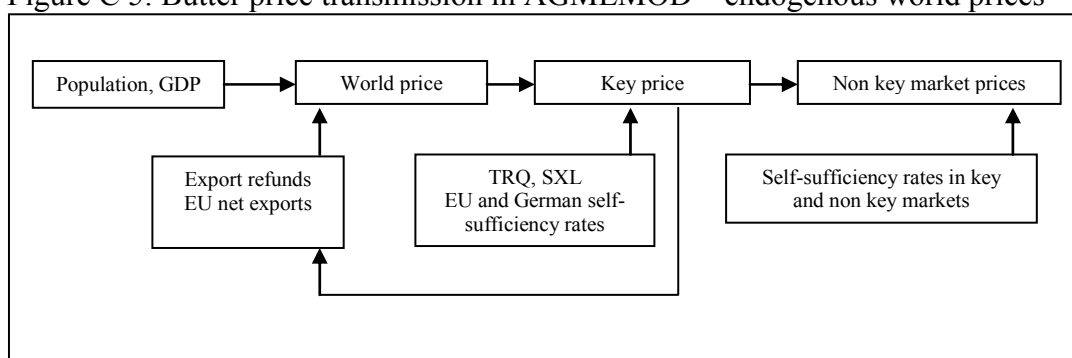 Figure C 5: Butter price transmission in AGMEMOD – endogenous world prices
Population, GDP
World price
Key price
Non key market prices
Export refunds
EU net exports
TRQ, SXL
EU and German self-
sufficiency rates
Self-sufficiency rates in key
and non key markets